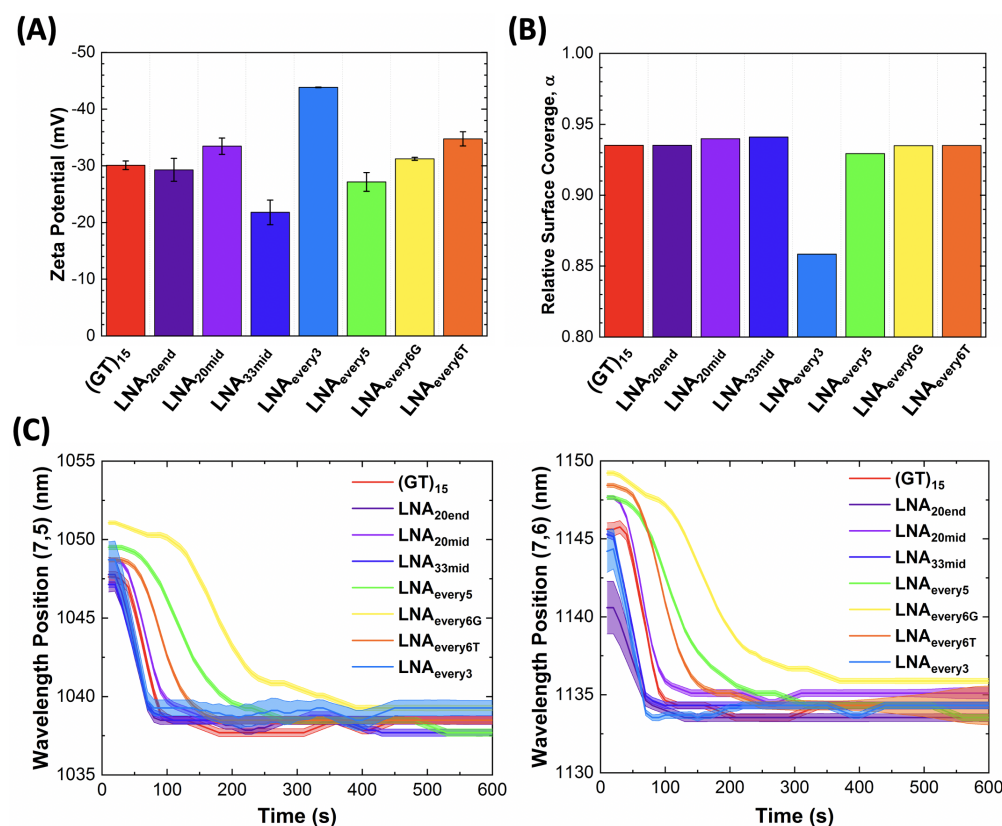 (A)
Zeta Potential (mV)
-50
-40
-30
-20
-10
0
(GT)15
LNA20end
LNA20mid
LNA33mid
LNAevery3
LNAevery5
LNAevery6G
LNAevery6T
(B)
Relative Surface Coverage, α
1.00
0.95
0.90
0.85
0.80
(GT)15
LNA20end
LNA20mid
LNA33mid
LNAevery3
LNAevery5
LNAevery6G
LNAevery6T
(C)
Wavelength Position (7,5) (nm)
1055
1050
1045
1040
1035
(GT)15
LNA20end
LNA20mid
LNA33mid
LNAevery5
LNAevery6G
LNAevery6T
LNAevery3
0 100 200 300 400 500 600
Time (s)
Wavelength Position (7,6) (nm)
1150
1145
1140
1135
1130
(GT)15
LNA20end
LNA20mid
LNA33mid
LNAevery5
LNAevery6G
LNAevery6T
LNAevery3
0 100 200 300 400 500 600
Time (s)